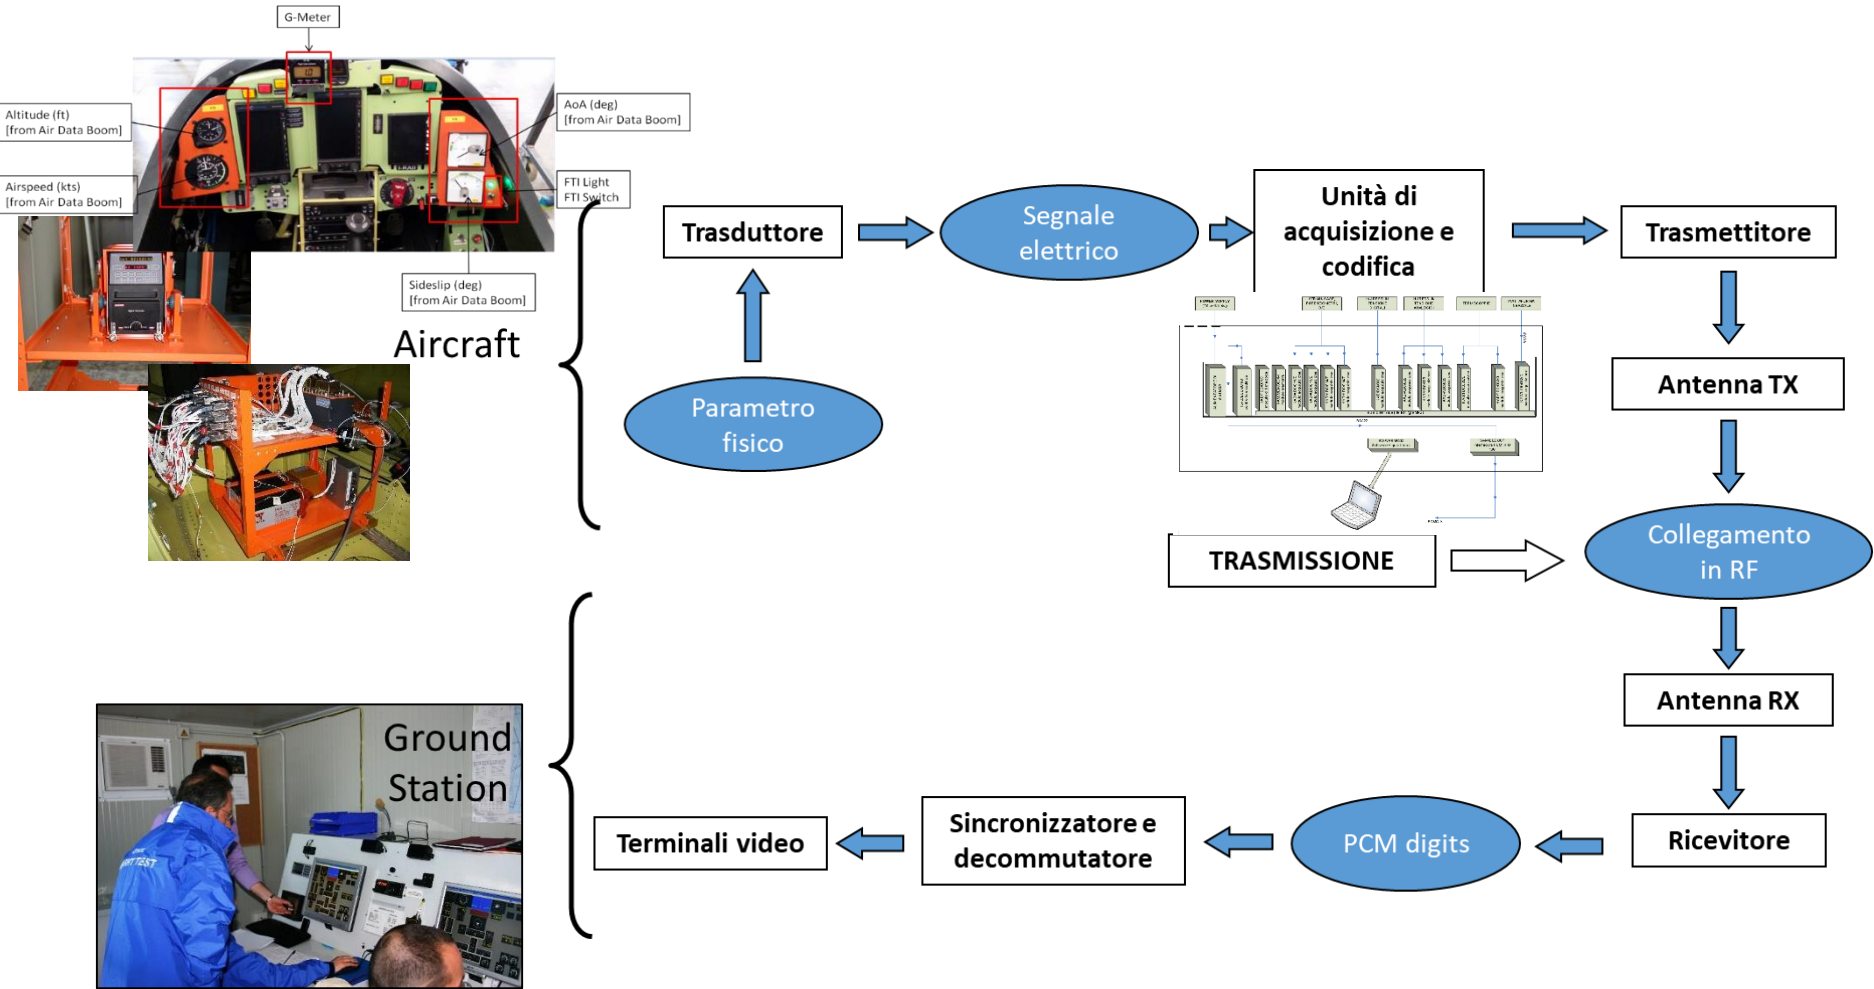 G-Meter
Altitude (ft)
[from Air Data Boom]
Airspeed (kts)
[from Air Data Boom]
AoA (deg)
[from Air Data Boom]
FTI Light
FTI Switch
Sideslip (deg)
[from Air Data Boom]
Aircraft
Parametro
fisico
Trasduttore
Segnale
elettrico
Unità di
acquisizione e
codifica
Trasmettitore
Antenna TX
TRASMISSIONE
Collegamento
in RF
Antenna RX
Ricevitore
PCM digits
Sincronizzatore e
decommutatore
Terminali video
Ground
Station